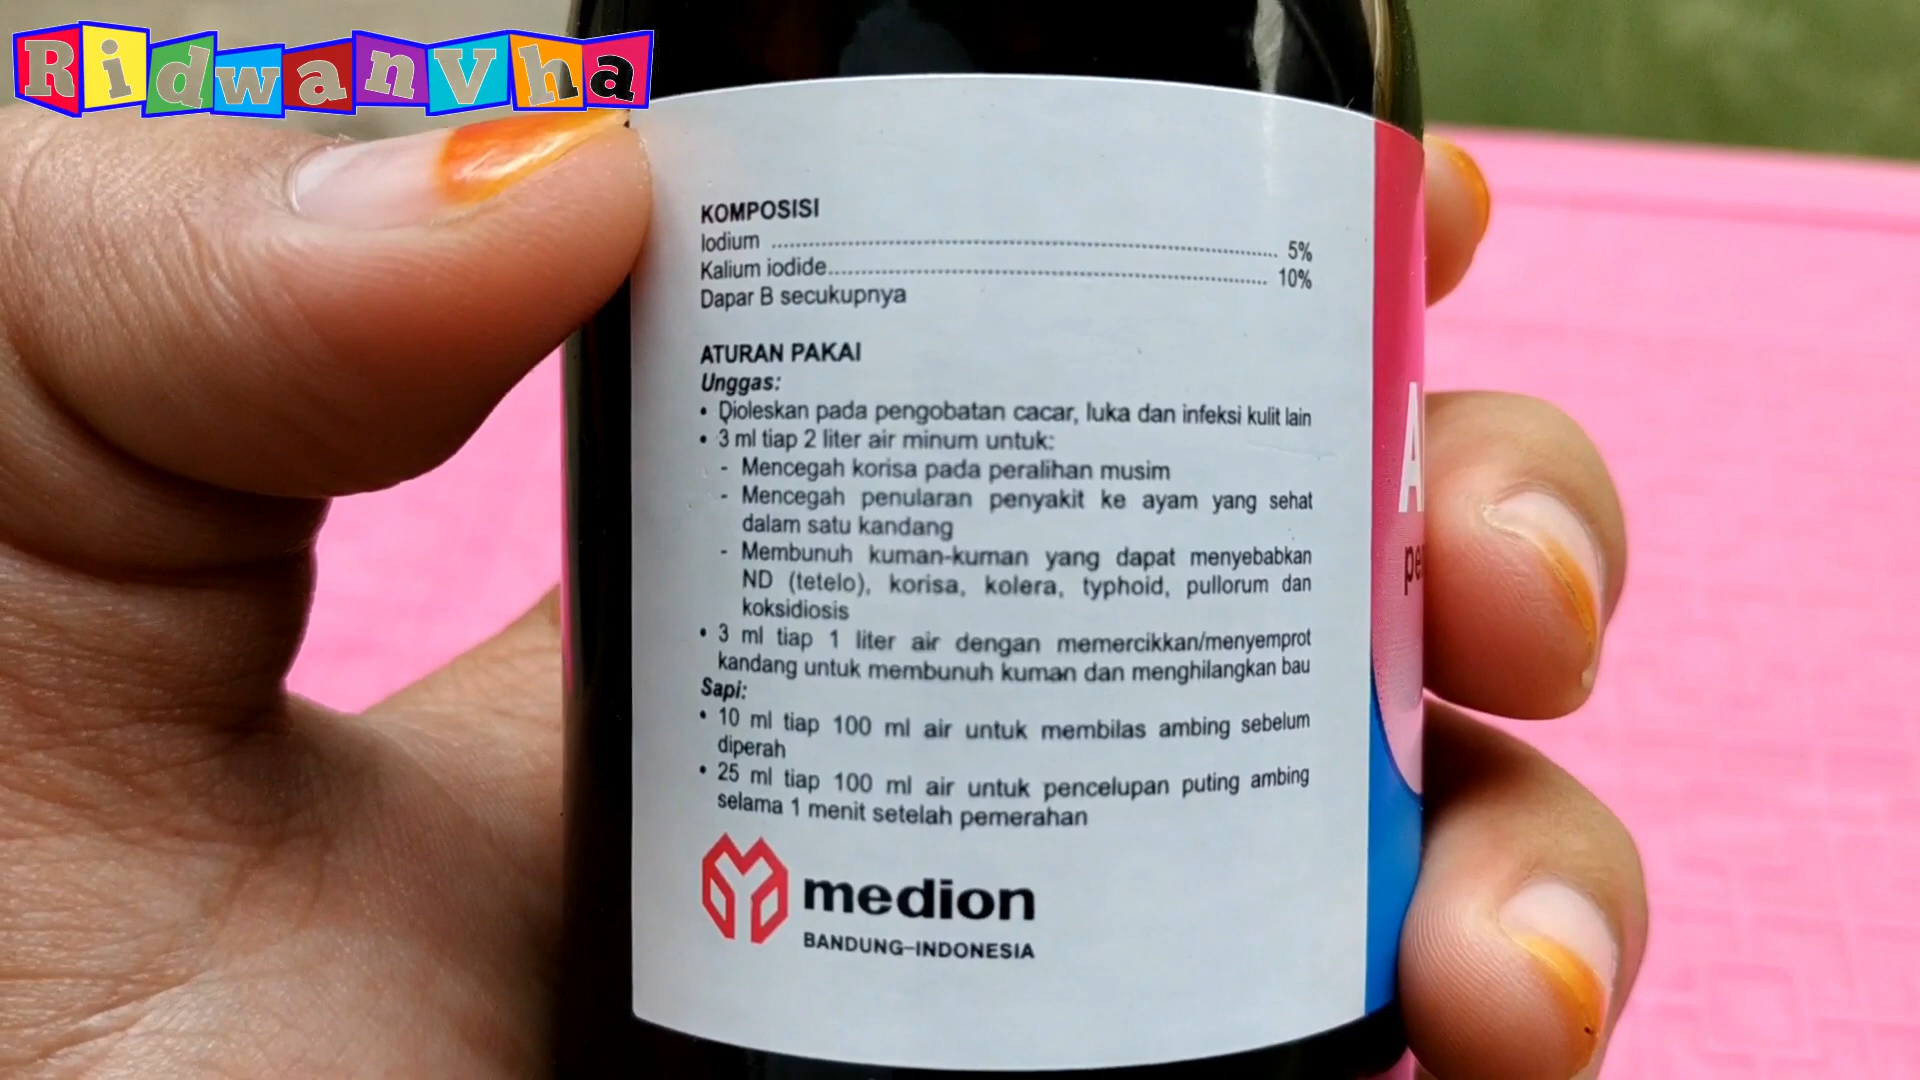 RidwanVha
KOMPOSISI
Iodium ........................ 5%
Kalium iodide........................ 10%
Dapar B secukupnya
ATURAN PAKAI
Unggas:
• Dioleskan pada pengobatan cacar, luka dan infeksi kulit lain
• 3 ml tiap 2 liter air minum untuk:
- Mencegah korisa pada peralihan musim
- Mencegah penularan penyakit ke ayam yang sehat
dalam satu kandang
- Membunuh kuman-kuman yang dapat menyebabkan
ND (tetelo), korisa, kolera, typhoid, pullorum dan
koksidiosis
• 3 ml tiap 1 liter air dengan memercikkan/menyemprot
kandang untuk membunuh kuman dan menghilangkan bau
Sapi:
• 10 ml tiap 100 ml air untuk membilas ambing sebelum
diperah
• 25 ml tiap 100 ml air untuk pencelupan puting ambing
selama 1 menit setelah pemerahan
medion
BANDUNG–INDONESIA